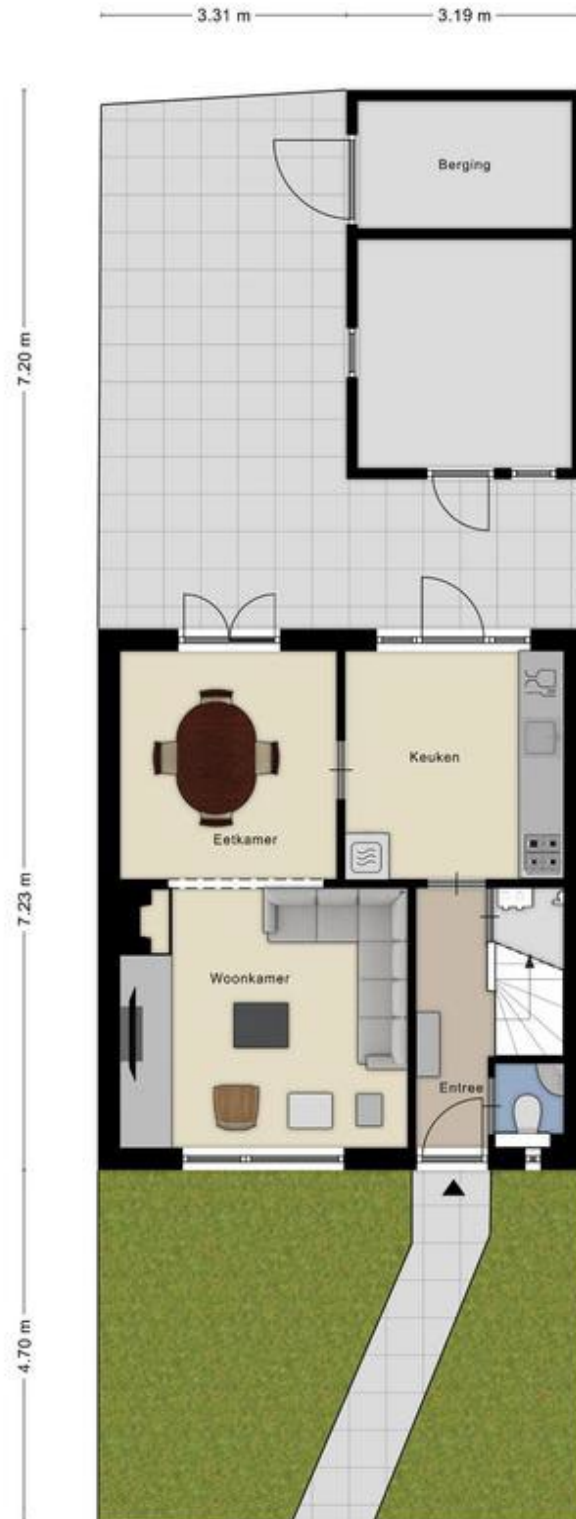 3.31 m
3.19 m
Berging
7.20 m
Keuken
Eetkamer
7.23 m
Woonkamer
Entree
4.70 m